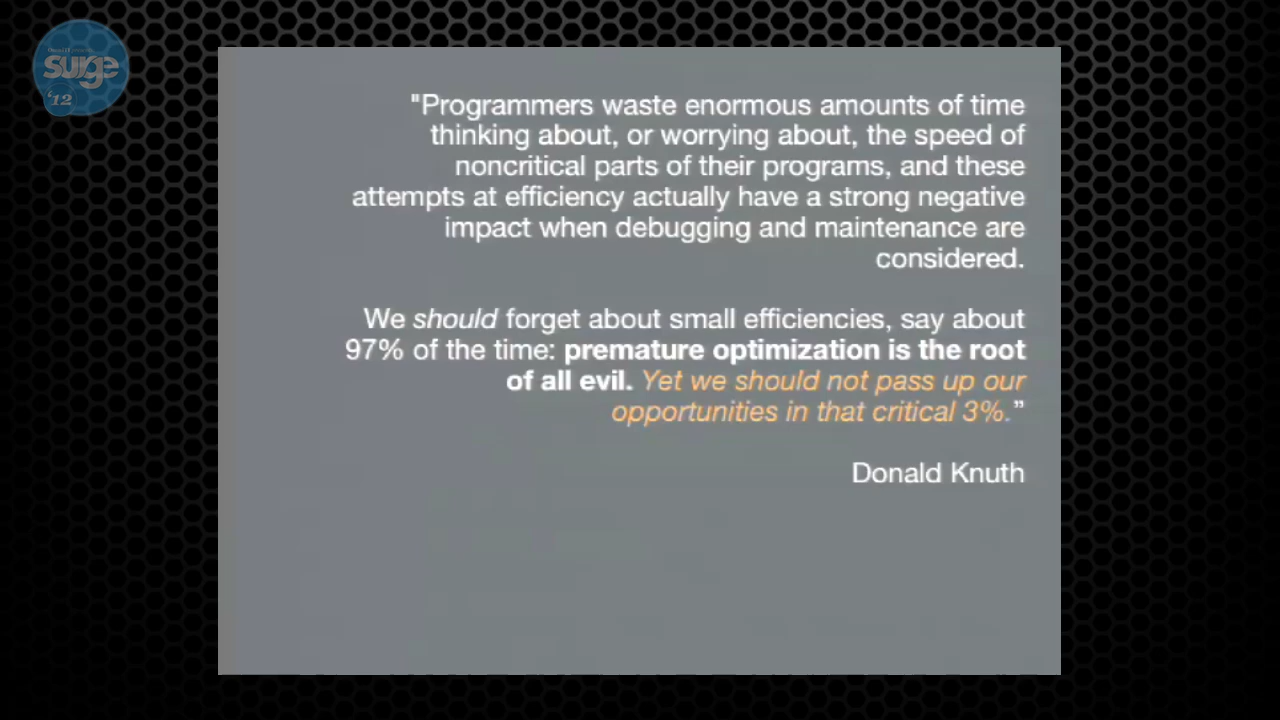 surge
'12
"Programmers waste enormous amounts of time
thinking about, or worrying about, the speed of
noncritical parts of their programs, and these
attempts at efficiency actually have a strong negative
impact when debugging and maintenance are
considered.
We should forget about small efficiencies, say about
97% of the time: premature optimization is the root
of all evil. Yet we should not pass up our
opportunities in that critical 3%.”
Donald Knuth